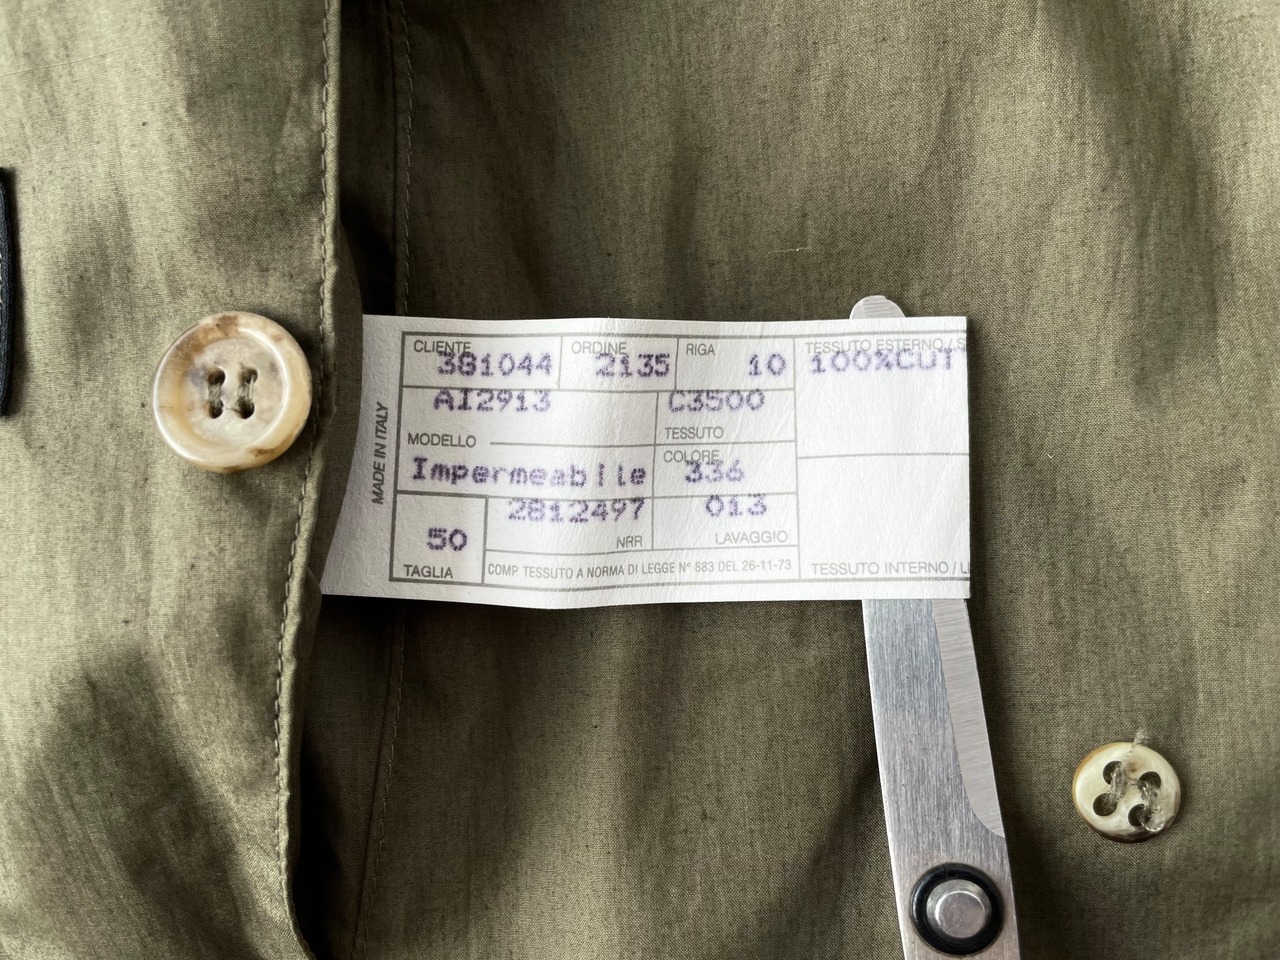 MADE IN ITALY
CLIENTE ORDINE RIGA TESSUTO ESTERNO / S
381044 2135 10 100%CUT
AI2913 C3500
MODELLO TESSUTO
COLORE
Impermeabile 336
2812497 013
50 NRR LAVAGGIO
TAGLIA COMP. TESSUTO A NORMA DI LEGGE N° 883 DEL 26-11-73 TESSUTO INTERNO / LI